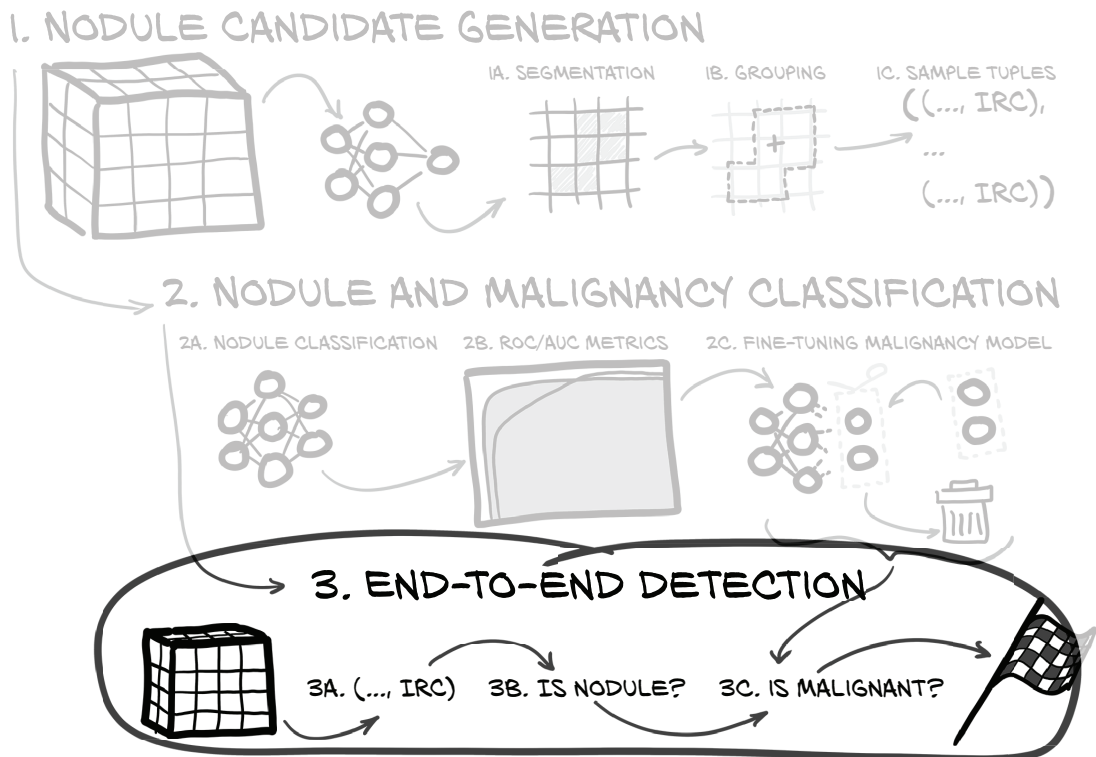 1. NODULE CANDIDATE GENERATION
1A. SEGMENTATION
1B. GROUPING
1C. SAMPLE TUPLES
((..., IRC),
...
(..., IRC))
2. NODULE AND MALIGNANCY CLASSIFICATION
2A. NODULE CLASSIFICATION
2B. ROC/AUC METRICS
2C. FINE-TUNING MALIGNANCY MODEL
3. END-TO-END DETECTION
3A. (..., IRC)
3B. IS NODULE?
3C. IS MALIGNANT?